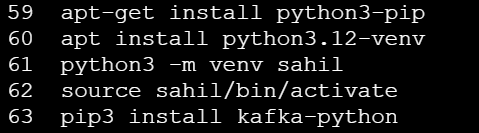 59 apt-get install python3-pip
60 apt install python3.12-venv
61 python3 -m venv sahil
62 source sahil/bin/activate
63 pip3 install kafka-python